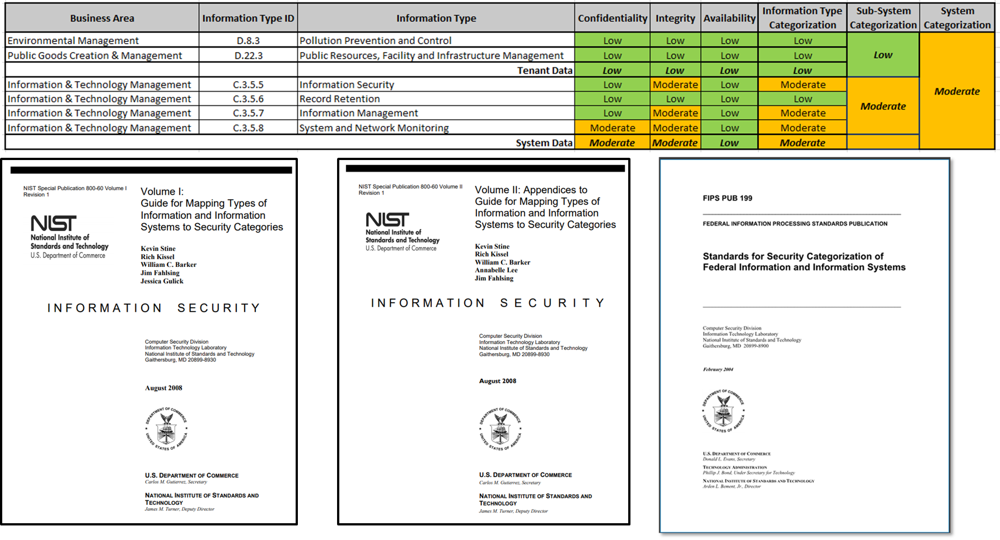 Business Area Information Type ID Information Type Confidentiality Integrity Availability Information Type Categorization Sub-System Categorization System Categorization
Environmental Management D.8.3 Pollution Prevention and Control Low Low Low Low Low Moderate
Public Goods Creation & Management D.22.3 Public Resources, Facility and Infrastructure Management Low Low Low Low
Tenant Data Low Low Low Low
Information & Technology Management C.3.5.5 Information Security Low Moderate Low Moderate Moderate
Information & Technology Management C.3.5.6 Record Retention Low Low Low Low
Information & Technology Management C.3.5.7 Information Management Low Moderate Low Moderate
Information & Technology Management C.3.5.8 System and Network Monitoring Moderate Moderate Low Moderate
System Data Moderate Moderate Low Moderate
NIST Special Publication 800-60 Volume I
Revision 1
Volume I:
Guide for Mapping Types of
Information and Information
Systems to Security Categories
NIST
National Institute of
Standards and Technology
U.S. Department of Commerce
Kevin Stine
Rich Kissel
William C. Barker
Jim Fahlsing
Jessica Gulick
INFORMATION SECURITY
Computer Security Division
Information Technology Laboratory
National Institute of Standards and Technology
Gaithersburg, MD 20899-8930
August 2008
DEPARTMENT OF COMMERCE
UNITED STATES OF AMERICA
U.S. DEPARTMENT OF COMMERCE
Carlos M. Gutierrez, Secretary
NATIONAL INSTITUTE OF STANDARDS AND
TECHNOLOGY
James M. Turner, Deputy Director
NIST Special Publication 800-60 Volume II
Revision 1
Volume II: Appendices to
Guide for Mapping Types of
Information and Information
Systems to Security Categories
NIST
National Institute of
Standards and Technology
U.S. Department of Commerce
Kevin Stine
Rich Kissel
William C. Barker
Annabelle Lee
Jim Fahlsing
INFORMATION SECURITY
Computer Security Division
Information Technology Laboratory
National Institute of Standards and Technology
Gaithersburg, MD 20899-8930
August 2008
DEPARTMENT OF COMMERCE
UNITED STATES OF AMERICA
U.S. DEPARTMENT OF COMMERCE
Carlos M. Gutierrez, Secretary
NATIONAL INSTITUTE OF STANDARDS AND
TECHNOLOGY
James M. Turner, Deputy Director
FIPS PUB 199
FEDERAL INFORMATION PROCESSING STANDARDS PUBLICATION
Standards for Security Categorization of
Federal Information and Information Systems
Computer Security Division
Information Technology Laboratory
National Institute of Standards and Technology
Gaithersburg, MD 20899-8900
February 2004
DEPARTMENT OF COMMERCE
UNITED STATES OF AMERICA
U.S. DEPARTMENT OF COMMERCE
Donald L. Evans, Secretary
TECHNOLOGY ADMINISTRATION
Phillip J. Bond, Under Secretary for Technology
NATIONAL INSTITUTE OF STANDARDS AND TECHNOLOGY
Arden L. Bement, Jr., Director